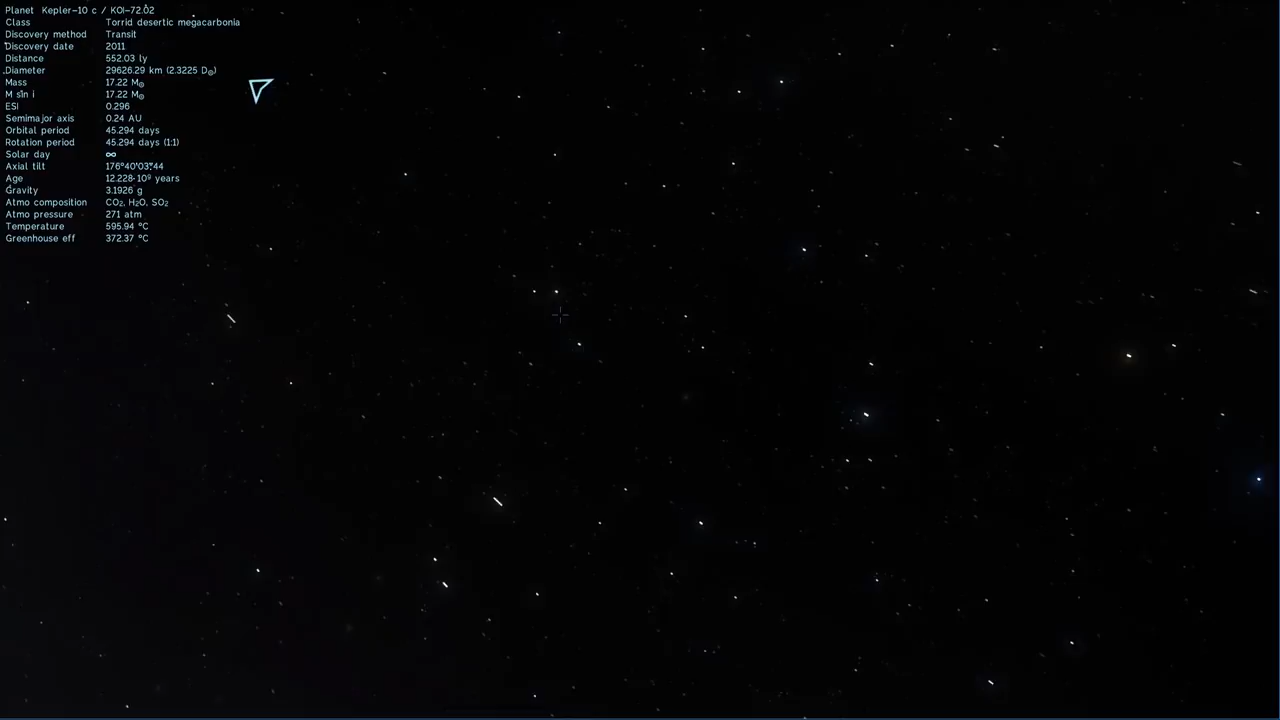 Planet Kepler-10 c / KOI-72.02
Class Torrid desertic megacarbonia
Discovery method Transit
Discovery date 2011
Distance 552.03 ly
Diameter 29626.29 km (2.3225 D⊕)
Mass 17.22 M⊕
M sin i 17.22 M⊕
ESI 0.296
Semimajor axis 0.24 AU
Orbital period 45.294 days
Rotation period 45.294 days (1:1)
Solar day ∞
Axial tilt 176°40'03.''44
Age 12.228·10⁹ years
Gravity 3.1926 g
Atmo composition CO₂, H₂O, SO₂
Atmo pressure 271 atm
Temperature 595.94 ºC
Greenhouse eff 372.37 ºC